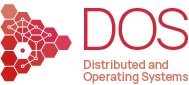 DOS
Distributed and
Operating Systems